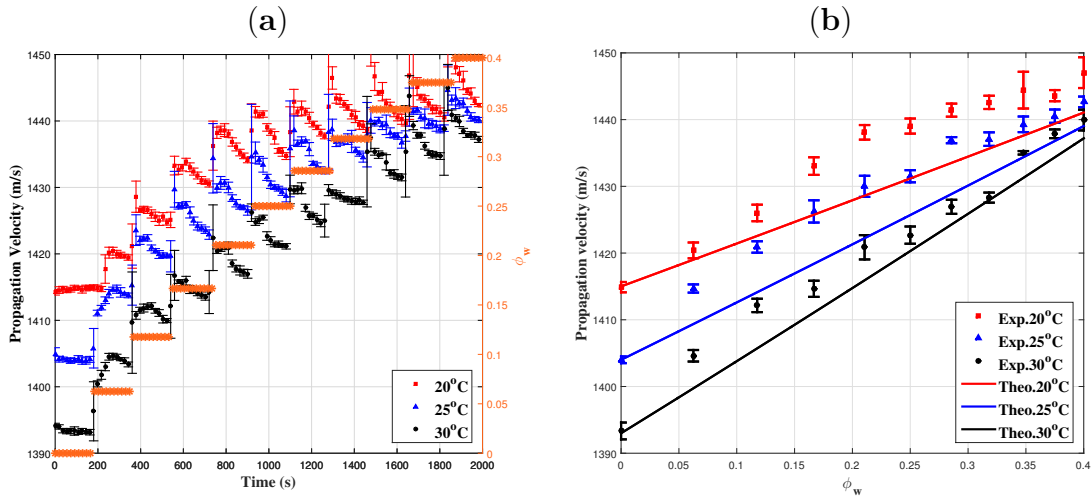 (a)
(b)
1450
1440
1430
1420
1410
1400
1390
Propagation Velocity (m/s)
0 200 400 600 800 1000 1200 1400 1600 1800 2000
Time (s)
0.4
0.35
0.3
0.25
0.2
0.15
0.1
0.05
0
ϕw
20°C
25°C
30°C
1450
1440
1430
1420
1410
1400
1390
Propagation velocity (m/s)
0 0.05 0.1 0.15 0.2 0.25 0.3 0.35 0.4
ϕw
Exp.20°C
Exp.25°C
Exp.30°C
Theo.20°C
Theo.25°C
Theo.30°C